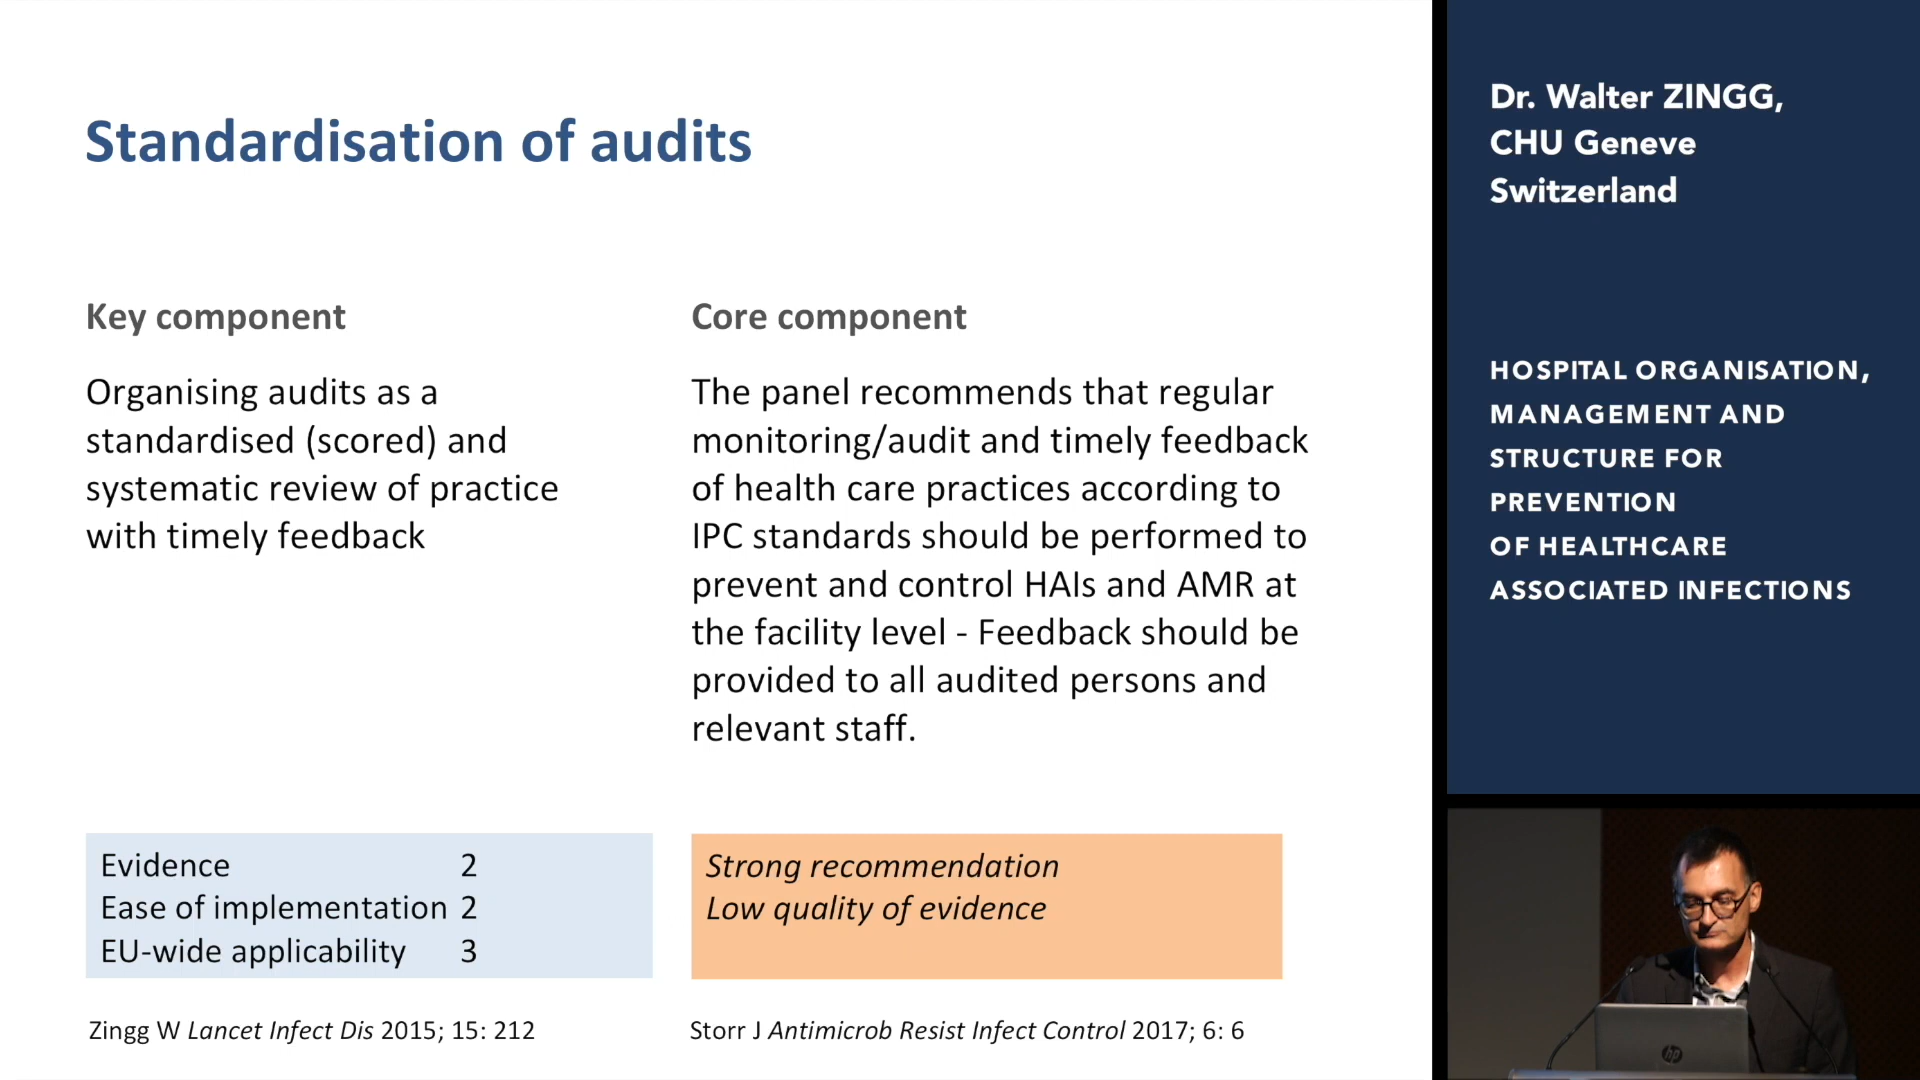 Standardisation of audits
Key component
Organising audits as a
standardised (scored) and
systematic review of practice
with timely feedback
Core component
The panel recommends that regular
monitoring/audit and timely feedback
of health care practices according to
IPC standards should be performed to
prevent and control HAIs and AMR at
the facility level - Feedback should be
provided to all audited persons and
relevant staff.
Evidence 2
Ease of implementation 2
EU-wide applicability 3
Strong recommendation
Low quality of evidence
Zingg W Lancet Infect Dis 2015; 15: 212
Storr J Antimicrob Resist Infect Control 2017; 6: 6
Dr. Walter ZINGG,
CHU Geneve
Switzerland
HOSPITAL ORGANISATION,
MANAGEMENT AND
STRUCTURE FOR
PREVENTION
OF HEALTHCARE
ASSOCIATED INFECTIONS
hp